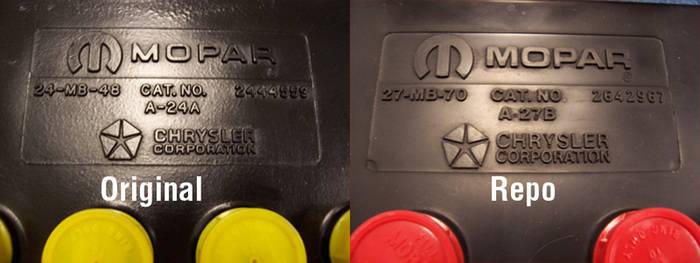 MOPAR
24-MB-48 CAT. NO. 2444559
A-24A
CHRYSLER
CORPORATION
Original
MOPAR
27-MB-70 CAT. NO. 2642967
A-27B
CHRYSLER
CORPORATION
Repo